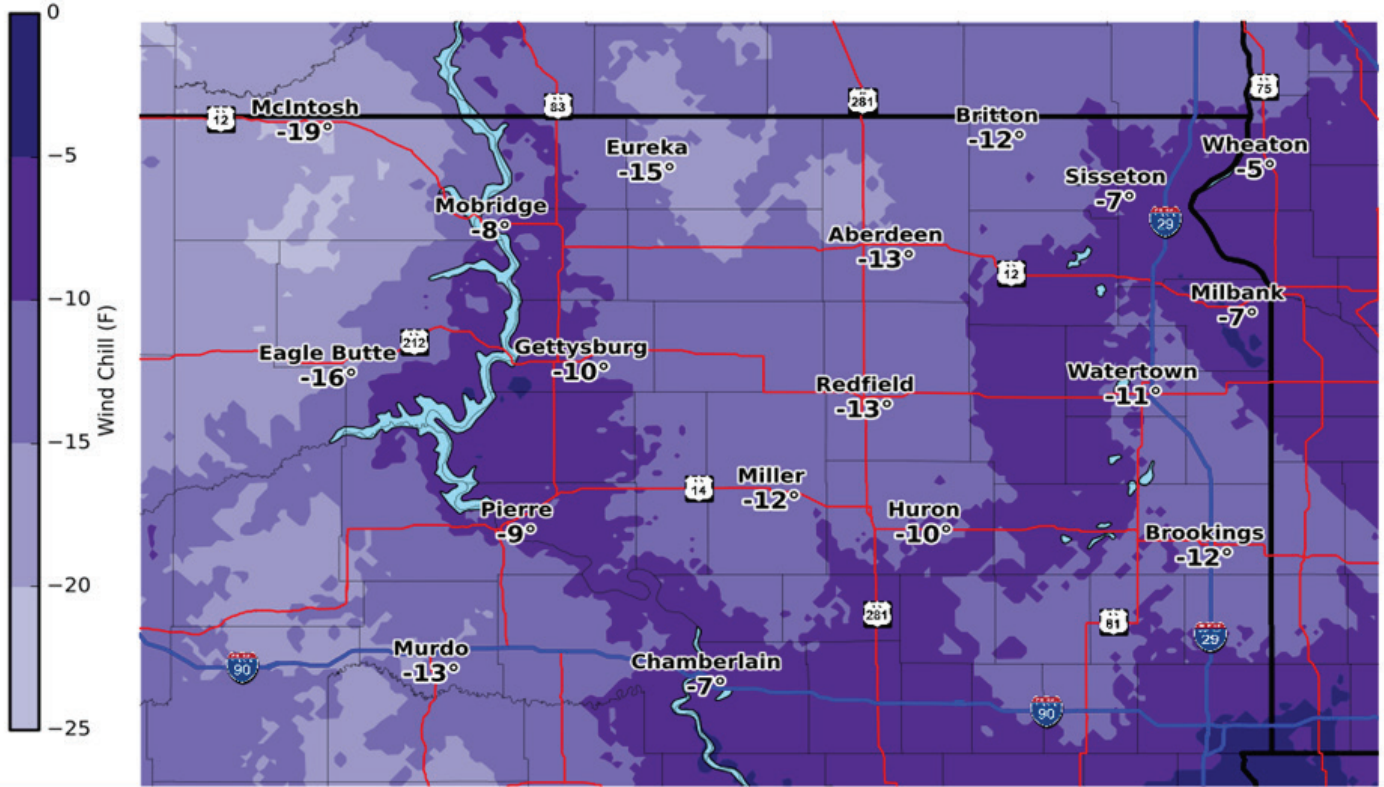 0
−5
−10
−15
−20
−25
Wind Chill (F)
75
83
281
12
McIntosh
-19°
Britton
-12°
Eureka
-15°
Wheaton
-5°
Sisseton
-7°
Mobridge
-8°
29
Aberdeen
-13°
12
Milbank
-7°
212
Eagle Butte
-16°
Gettysburg
-10°
Watertown
-11°
Redfield
-13°
Miller
-12°
14
Pierre
-9°
Huron
-10°
Brookings
-12°
281
81
29
Murdo
-13°
90
Chamberlain
-7°
90